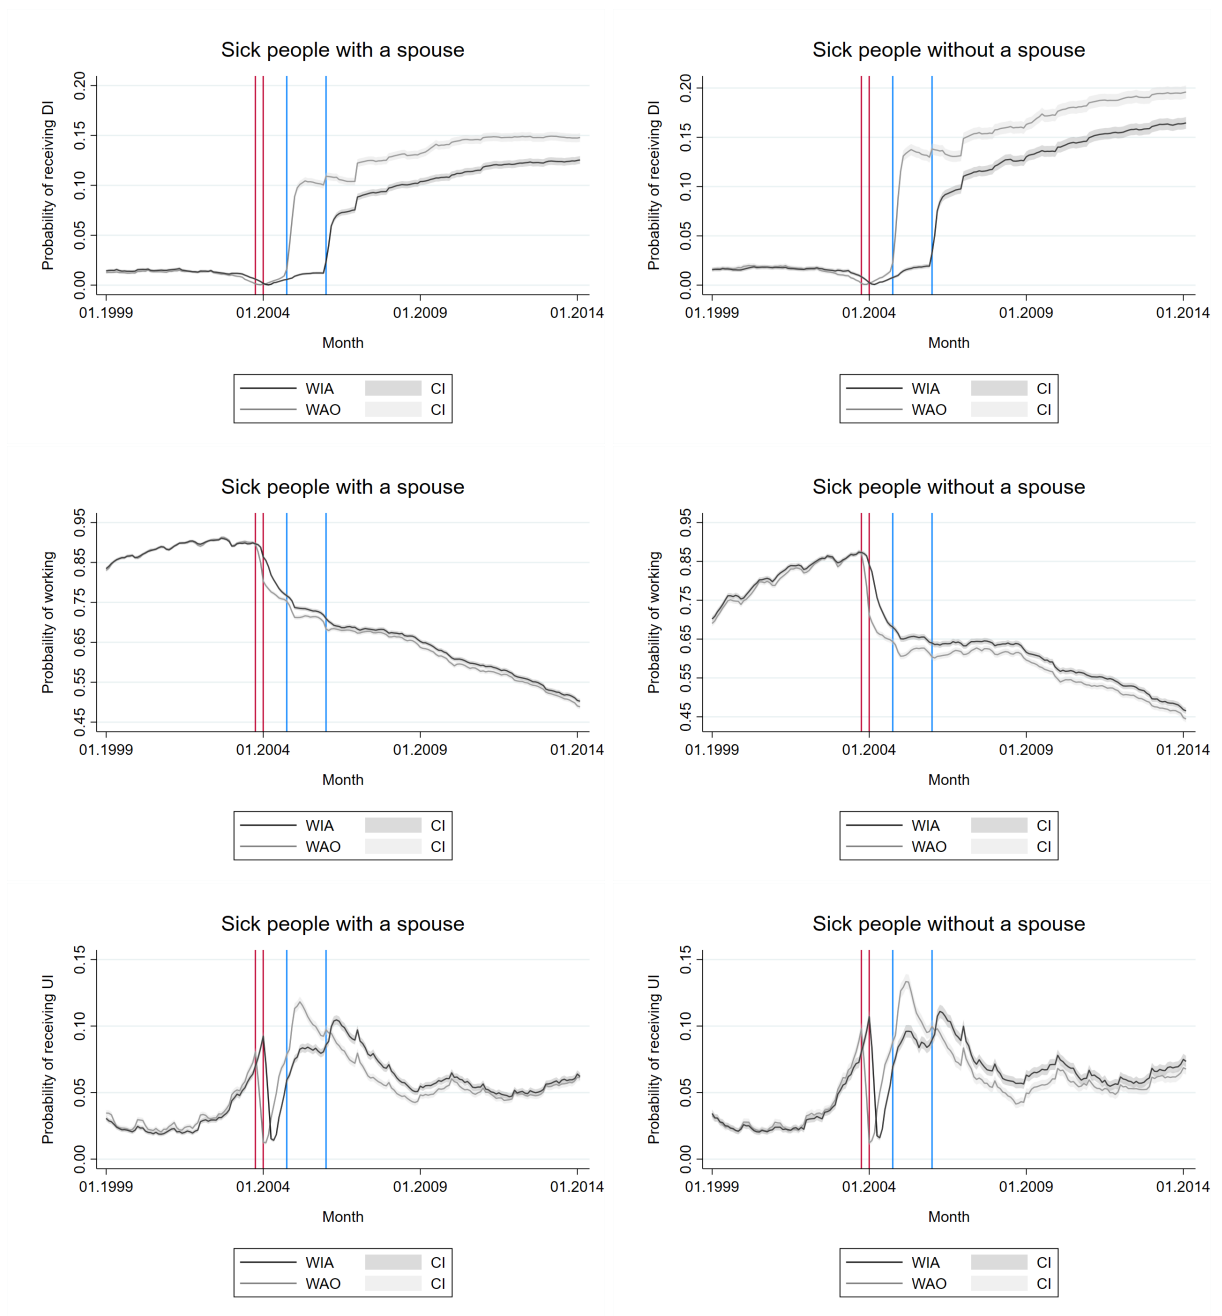 Sick people with a spouse
Probability of receiving DI
0.20
0.15
0.10
0.05
0.00
01.1999
01.2004
01.2009
01.2014
Month
WIA CI
WAO CI
Sick people without a spouse
Probability of receiving DI
0.20
0.15
0.10
0.05
0.00
01.1999
01.2004
01.2009
01.2014
Month
WIA CI
WAO CI
Sick people with a spouse
Probbaility of working
0.95
0.85
0.75
0.65
0.55
0.45
01.1999
01.2004
01.2009
01.2014
Month
WIA CI
WAO CI
Sick people without a spouse
Probability of working
0.95
0.85
0.75
0.65
0.55
0.45
01.1999
01.2004
01.2009
01.2014
Month
WIA CI
WAO CI
Sick people with a spouse
Probability of receiving UI
0.15
0.10
0.05
0.00
01.1999
01.2004
01.2009
01.2014
Month
WIA CI
WAO CI
Sick people without a spouse
Probability of receiving UI
0.15
0.10
0.05
0.00
01.1999
01.2004
01.2009
01.2014
Month
WIA CI
WAO CI